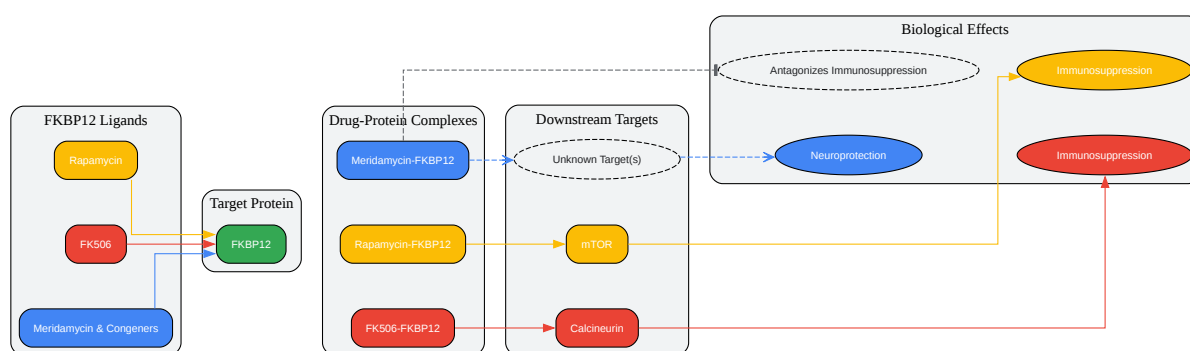 FKBP12 Ligands
Rapamycin
FK506
Meridamycin & Congeners
Target Protein
FKBP12
Drug-Protein Complexes
Meridamycin-FKBP12
Rapamycin-FKBP12
FK506-FKBP12
Downstream Targets
Unknown Target(s)
mTOR
Calcineurin
Biological Effects
Antagonizes Immunosuppression
Immunosuppression
Neuroprotection
Immunosuppression